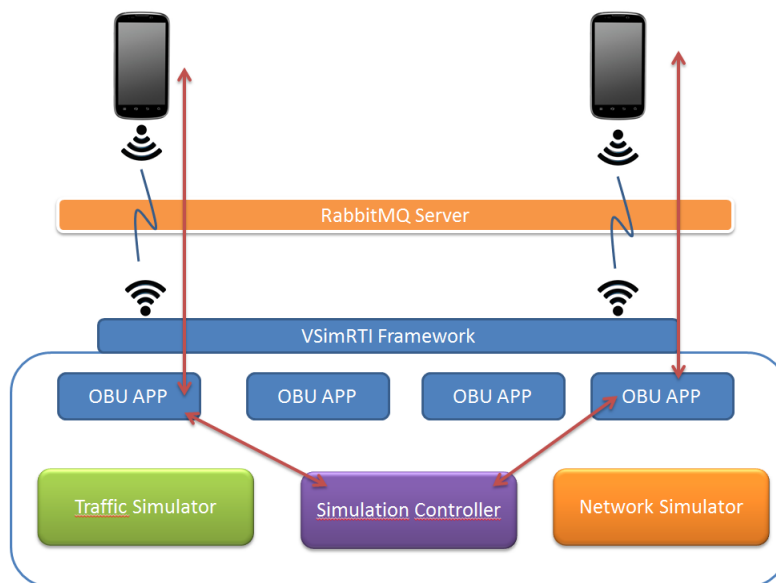 RabbitMQ Server
VSimRTI Framework
OBU APP OBU APP OBU APP OBU APP
Traffic Simulator Simulation Controller Network Simulator